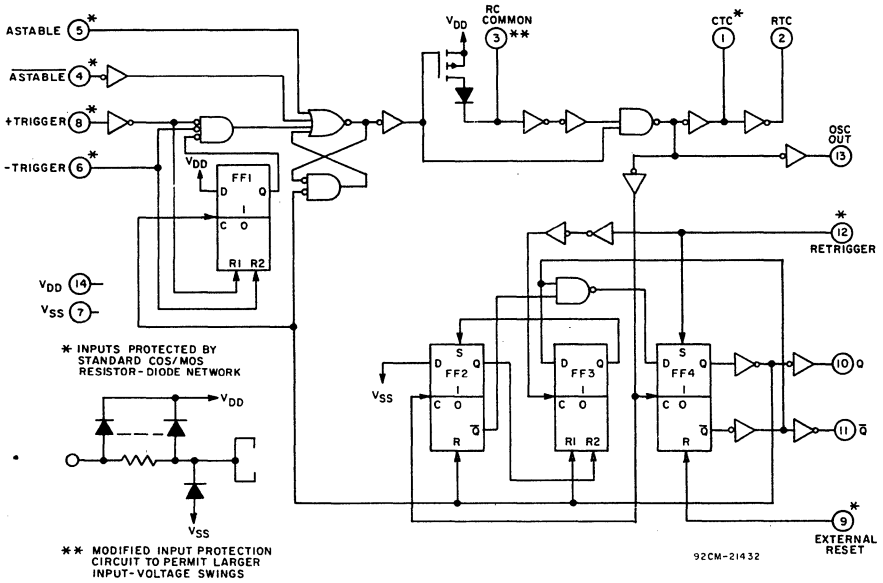 ASTABLE 5 *
ASTABLE 4 *
+TRIGGER 8 *
-TRIGGER 6 *
VDD 14
VSS 7
* INPUTS PROTECTED BY
STANDARD COS/MOS
RESISTOR-DIODE NETWORK
VDD
VSS
** MODIFIED INPUT PROTECTION
CIRCUIT TO PERMIT LARGER
INPUT-VOLTAGE SWINGS
VDD
FF1
D Q
1
C 0
R1 R2
VDD
RC
COMMON
3 **
CTC *
1
RTC
2
OSC
OUT
13
*
12
RETRIGGER
VSS
S
D Q
FF2
1
C 0
Q
R
D Q
FF3
1
C 0
R1 R2
S
D Q
FF4
1
C 0
Q
R
10 Q
11 Q
9 *
EXTERNAL
RESET
92CM-21432